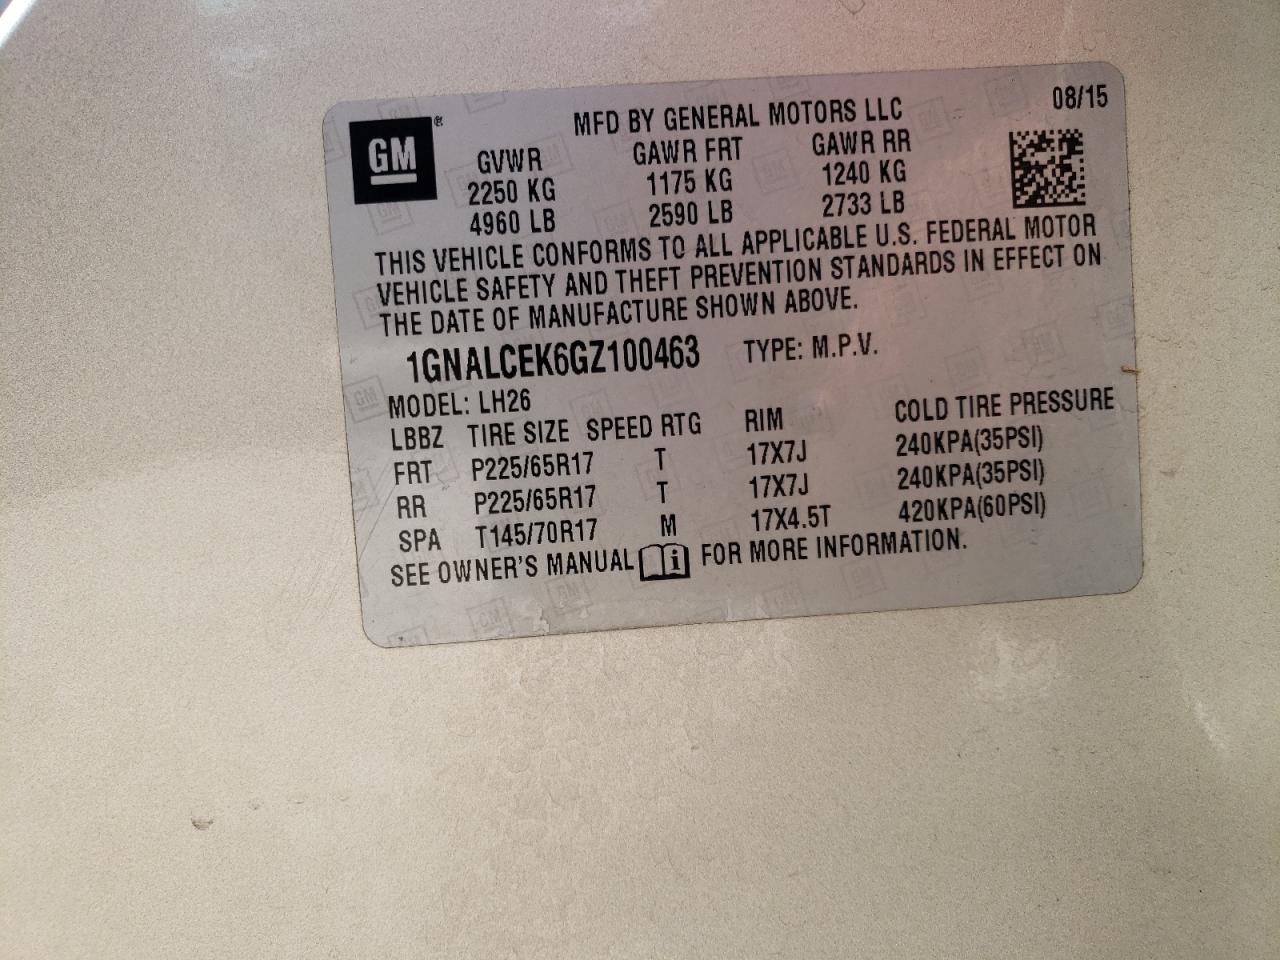 GM®
MFD BY GENERAL MOTORS LLC 08/15
GVWR GAWR FRT GAWR RR
2250 KG 1175 KG 1240 KG
4960 LB 2590 LB 2733 LB
THIS VEHICLE CONFORMS TO ALL APPLICABLE U.S. FEDERAL MOTOR
VEHICLE SAFETY AND THEFT PREVENTION STANDARDS IN EFFECT ON
THE DATE OF MANUFACTURE SHOWN ABOVE.
1GNALCEK6GZ100463 TYPE: M.P.V.
MODEL: LH26
LBBZ TIRE SIZE SPEED RTG RIM COLD TIRE PRESSURE
FRT P225/65R17 T 17X7J 240KPA(35PSI)
RR P225/65R17 T 17X7J 240KPA(35PSI)
SPA T145/70R17 M 17X4.5T 420KPA(60PSI)
SEE OWNER'S MANUAL i FOR MORE INFORMATION.